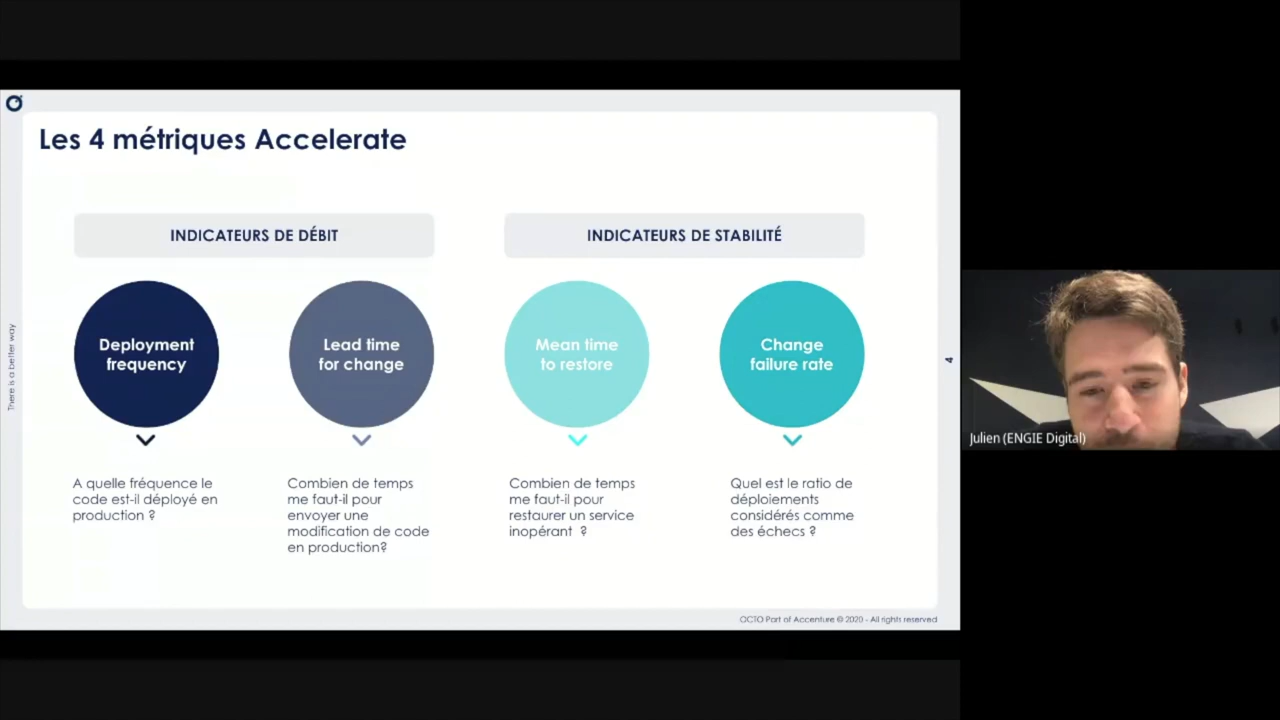 Les 4 métriques Accelerate
INDICATEURS DE DÉBIT
INDICATEURS DE STABILITÉ
Deployment
frequency
Lead time
for change
Mean time
to restore
Change
failure rate
A quelle fréquence le
code est-il déployé en
production ?
Combien de temps
me faut-il pour
envoyer une
modification de code
en production?
Combien de temps
me faut-il pour
restaurer un service
inopérant  ?
Quel est le ratio de
déploiements
considérés comme
des échecs ?
There is a better way
4
OCTO Part of Accenture © 2020 - All rights reserved
Julien (ENGIE Digital)